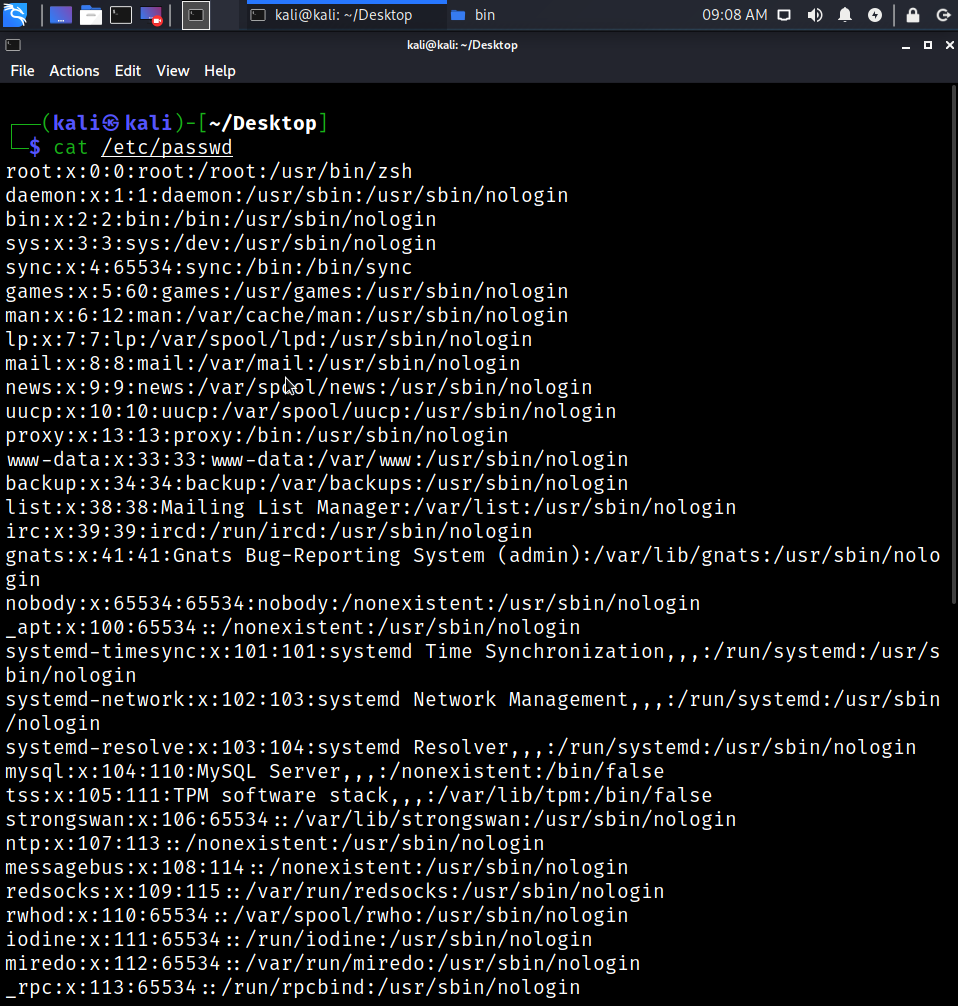 kali@kali: ~/Desktop
bin
09:08 AM
kali@kali: ~/Desktop
File Actions Edit View Help
(kali㉿kali)-[~/Desktop]
$ cat /etc/passwd
root:x:0:0:root:/root:/usr/bin/zsh
daemon:x:1:1:daemon:/usr/sbin:/usr/sbin/nologin
bin:x:2:2:bin:/bin:/usr/sbin/nologin
sys:x:3:3:sys:/dev:/usr/sbin/nologin
sync:x:4:65534:sync:/bin:/bin/sync
games:x:5:60:games:/usr/games:/usr/sbin/nologin
man:x:6:12:man:/var/cache/man:/usr/sbin/nologin
lp:x:7:7:lp:/var/spool/lpd:/usr/sbin/nologin
mail:x:8:8:mail:/var/mail:/usr/sbin/nologin
news:x:9:9:news:/var/spool/news:/usr/sbin/nologin
uucp:x:10:10:uucp:/var/spool/uucp:/usr/sbin/nologin
proxy:x:13:13:proxy:/bin:/usr/sbin/nologin
www-data:x:33:33:www-data:/var/www:/usr/sbin/nologin
backup:x:34:34:backup:/var/backups:/usr/sbin/nologin
list:x:38:38:Mailing List Manager:/var/list:/usr/sbin/nologin
irc:x:39:39:ircd:/run/ircd:/usr/sbin/nologin
gnats:x:41:41:Gnats Bug-Reporting System (admin):/var/lib/gnats:/usr/sbin/nolo
gin
nobody:x:65534:65534:nobody:/nonexistent:/usr/sbin/nologin
_apt:x:100:65534::/nonexistent:/usr/sbin/nologin
systemd-timesync:x:101:101:systemd Time Synchronization,,,:/run/systemd:/usr/s
bin/nologin
systemd-network:x:102:103:systemd Network Management,,,:/run/systemd:/usr/sbin
/nologin
systemd-resolve:x:103:104:systemd Resolver,,,:/run/systemd:/usr/sbin/nologin
mysql:x:104:110:MySQL Server,,,:/nonexistent:/bin/false
tss:x:105:111:TPM software stack,,,:/var/lib/tpm:/bin/false
strongswan:x:106:65534::/var/lib/strongswan:/usr/sbin/nologin
ntp:x:107:113::/nonexistent:/usr/sbin/nologin
messagebus:x:108:114::/nonexistent:/usr/sbin/nologin
redsocks:x:109:115::/var/run/redsocks:/usr/sbin/nologin
rwhod:x:110:65534::/var/spool/rwho:/usr/sbin/nologin
iodine:x:111:65534::/run/iodine:/usr/sbin/nologin
miredo:x:112:65534::/var/run/miredo:/usr/sbin/nologin
_rpc:x:113:65534::/run/rpcbind:/usr/sbin/nologin